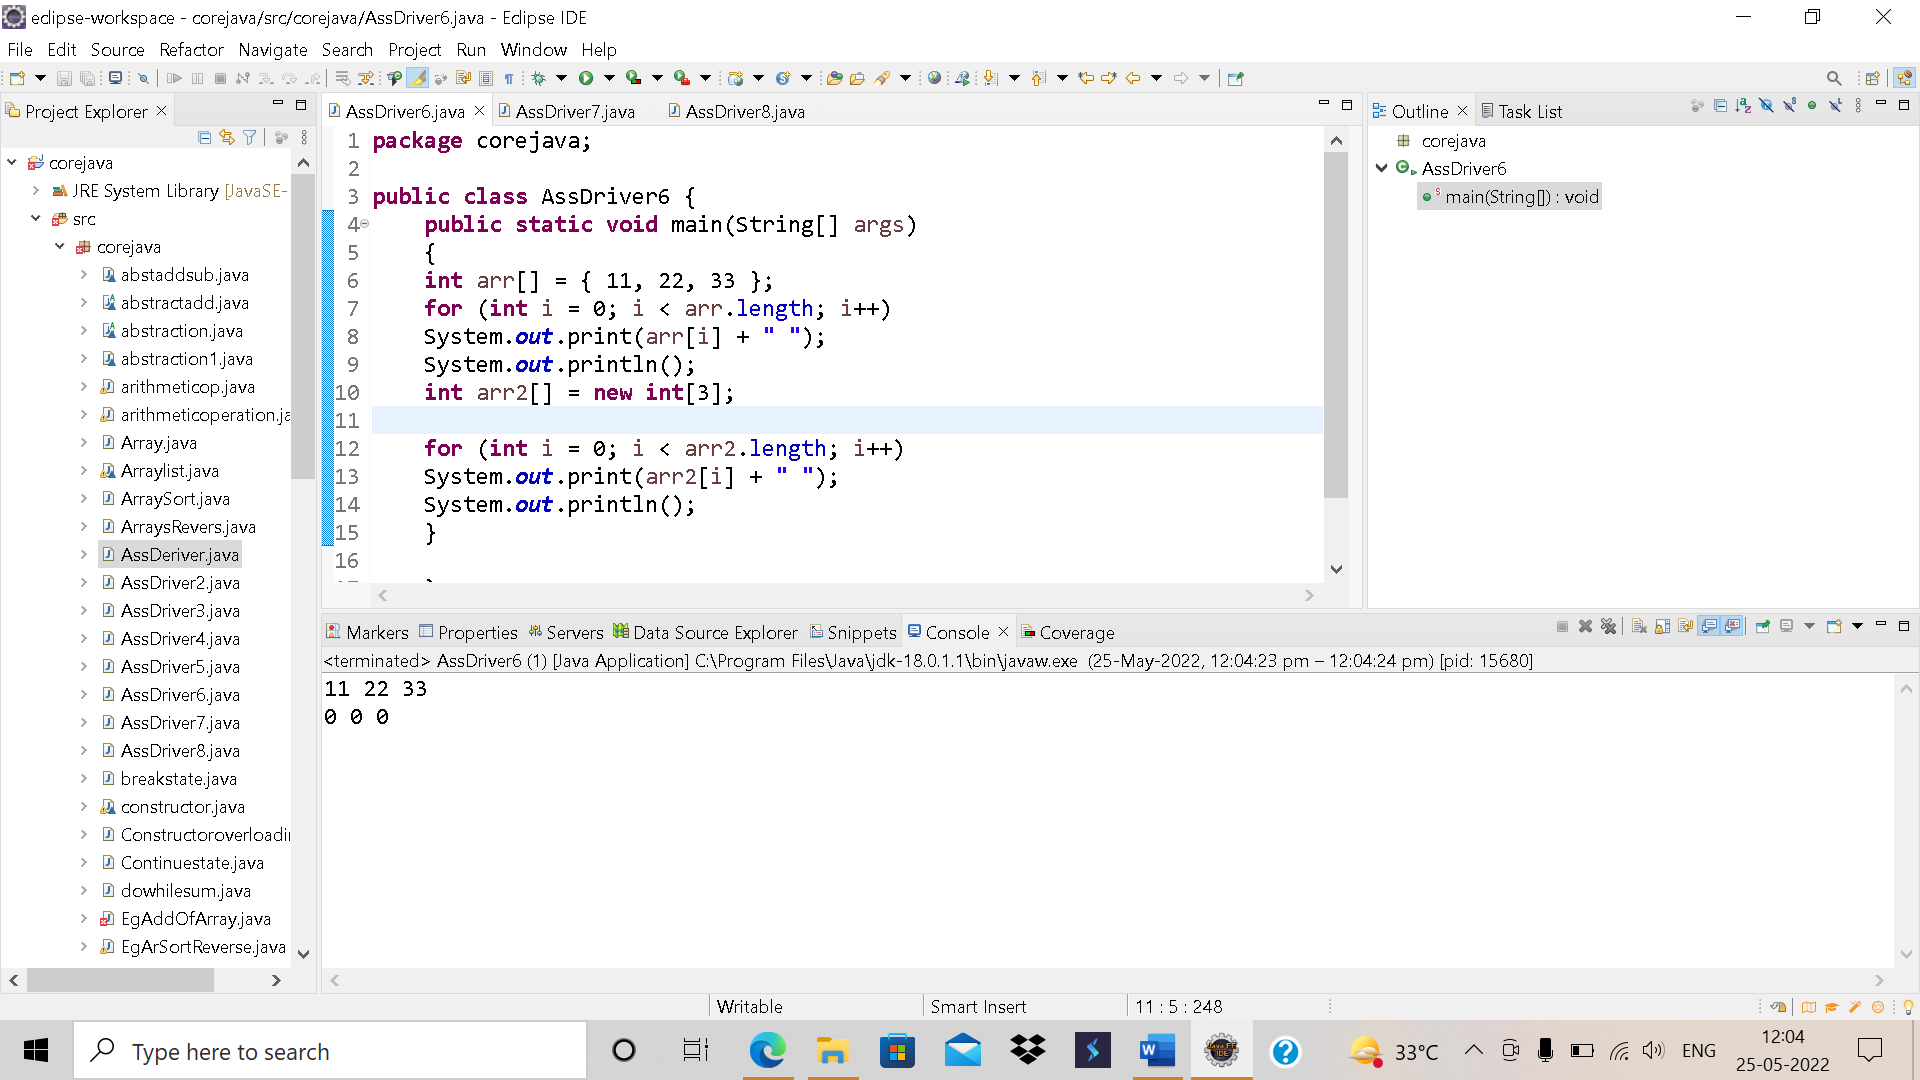 eclipse-workspace - corejava/src/corejava/AssDriver6.java - Eclipse IDE
File Edit Source Refactor Navigate Search Project Run Window Help
Project Explorer
corejava
JRE System Library [JavaSE-
src
corejava
abstaddsub.java
abstractadd.java
abstraction.java
abstraction1.java
arithmeticop.java
arithmeticoperation.ja
Array.java
Arraylist.java
ArraySort.java
ArraysRevers.java
AssDeriver.java
AssDriver2.java
AssDriver3.java
AssDriver4.java
AssDriver5.java
AssDriver6.java
AssDriver7.java
AssDriver8.java
breakstate.java
constructor.java
Constructoroverloadi
Continuestate.java
dowhilesum.java
EgAddOfArray.java
EgArSortReverse.java
AssDriver6.java AssDriver7.java AssDriver8.java
1 package corejava;
2
3 public class AssDriver6 {
4 public static void main(String[] args)
5 {
6 int arr[] = { 11, 22, 33 };
7 for (int i = 0; i < arr.length; i++)
8 System.out.print(arr[i] + " ");
9 System.out.println();
10 int arr2[] = new int[3];
11
12 for (int i = 0; i < arr2.length; i++)
13 System.out.print(arr2[i] + " ");
14 System.out.println();
15 }
16
Outline Task List
corejava
AssDriver6
main(String[]) : void
Markers Properties Servers Data Source Explorer Snippets Console Coverage
<terminated> AssDriver6 (1) [Java Application] C:\Program Files\Java\jdk-18.0.1.1\bin\javaw.exe (25-May-2022, 12:04:23 pm – 12:04:24 pm) [pid: 15680]
11 22 33
0 0 0
Writable Smart Insert 11 : 5 : 248
Type here to search
33°C ENG
12:04
25-05-2022